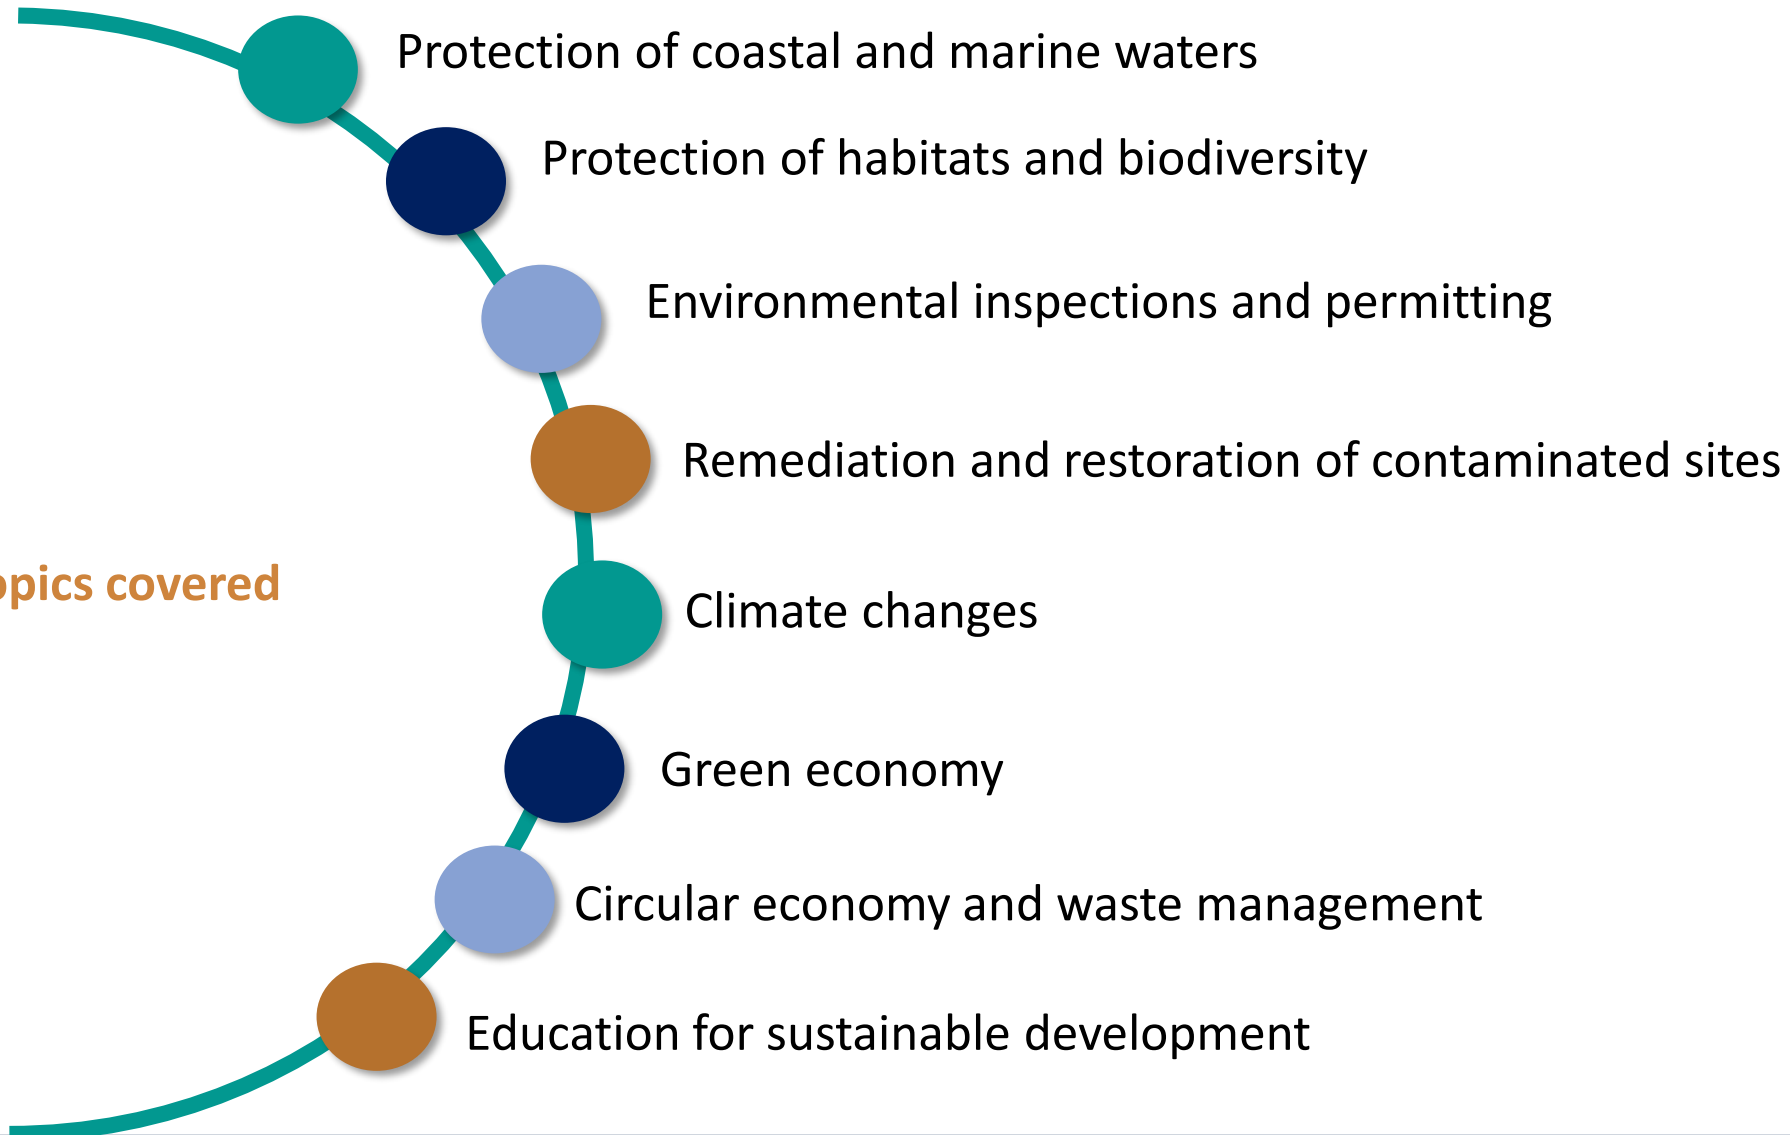 Protection of coastal and marine waters
Protection of habitats and biodiversity
Environmental inspections and permitting
Remediation and restoration of contaminated sites
opics covered
Climate changes
Green economy
Circular economy and waste management
Education for sustainable development